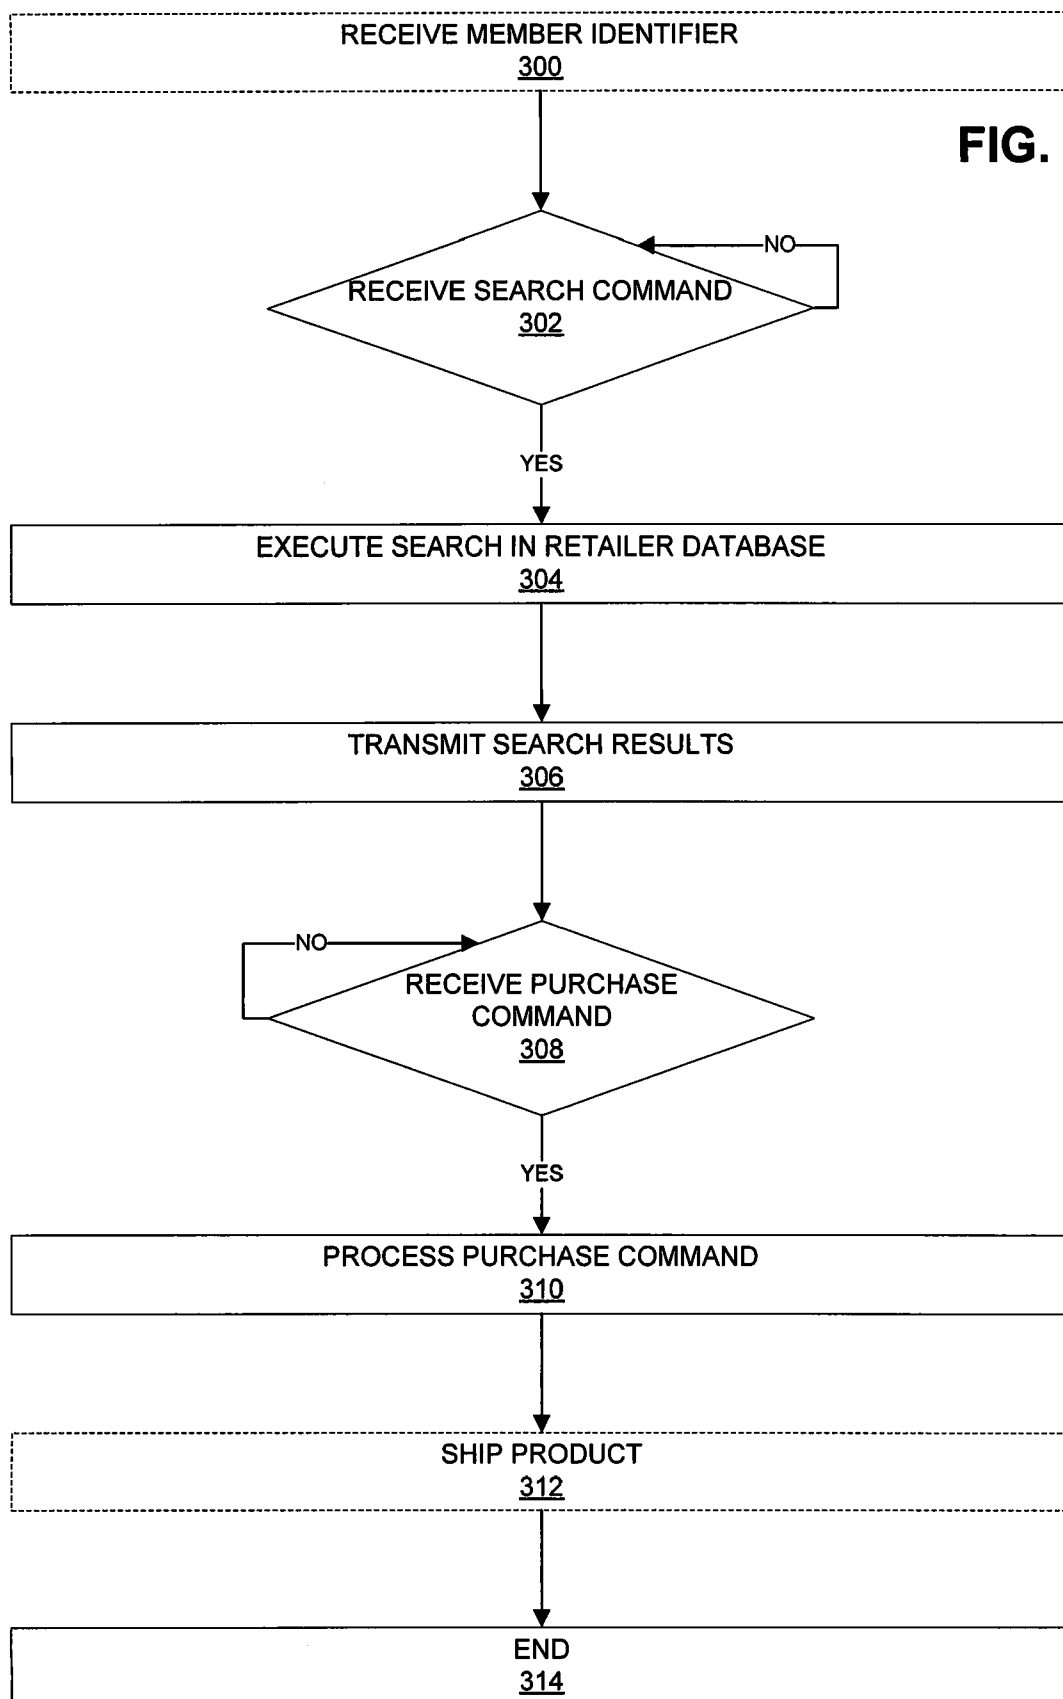 RECEIVE MEMBER IDENTIFIER
300
FIG.
NO
RECEIVE SEARCH COMMAND
302
YES
EXECUTE SEARCH IN RETAILER DATABASE
304
TRANSMIT SEARCH RESULTS
306
NO
RECEIVE PURCHASE
COMMAND
308
YES
PROCESS PURCHASE COMMAND
310
SHIP PRODUCT
312
END
314